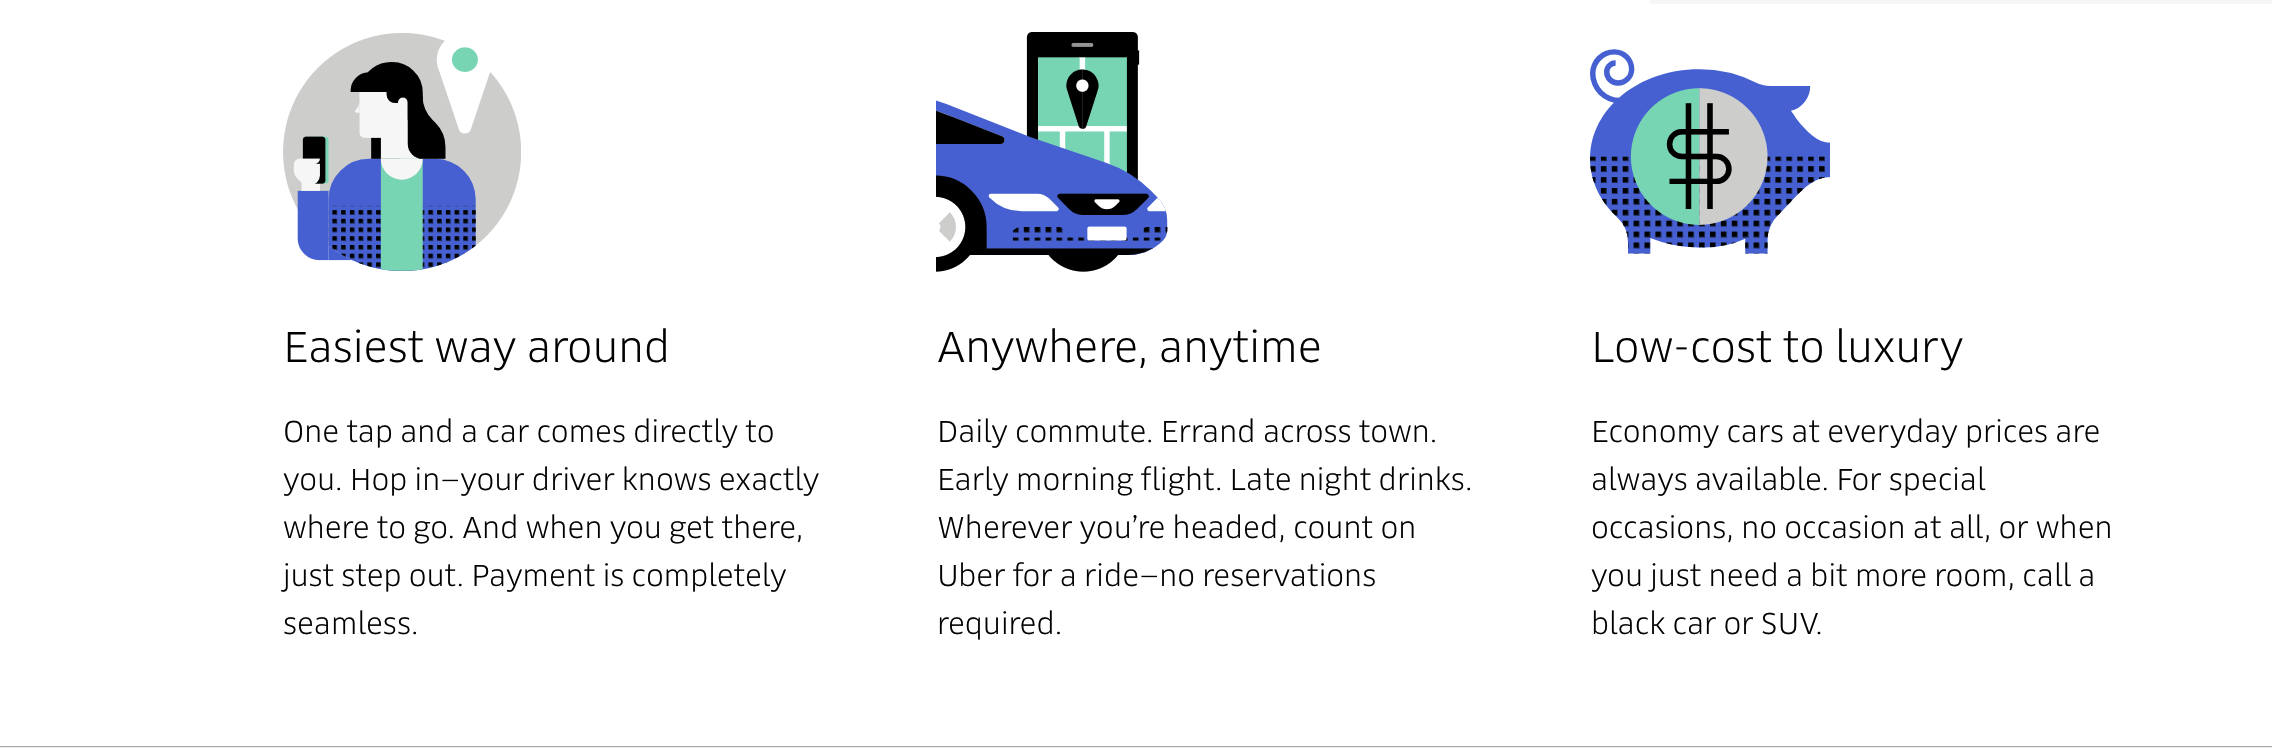 Easiest way around
One tap and a car comes directly to
you. Hop in—your driver knows exactly
where to go. And when you get there,
just step out. Payment is completely
seamless.
Anywhere, anytime
Daily commute. Errand across town.
Early morning flight. Late night drinks.
Wherever you’re headed, count on
Uber for a ride—no reservations
required.
Low-cost to luxury
Economy cars at everyday prices are
always available. For special
occasions, no occasion at all, or when
you just need a bit more room, call a
black car or SUV.